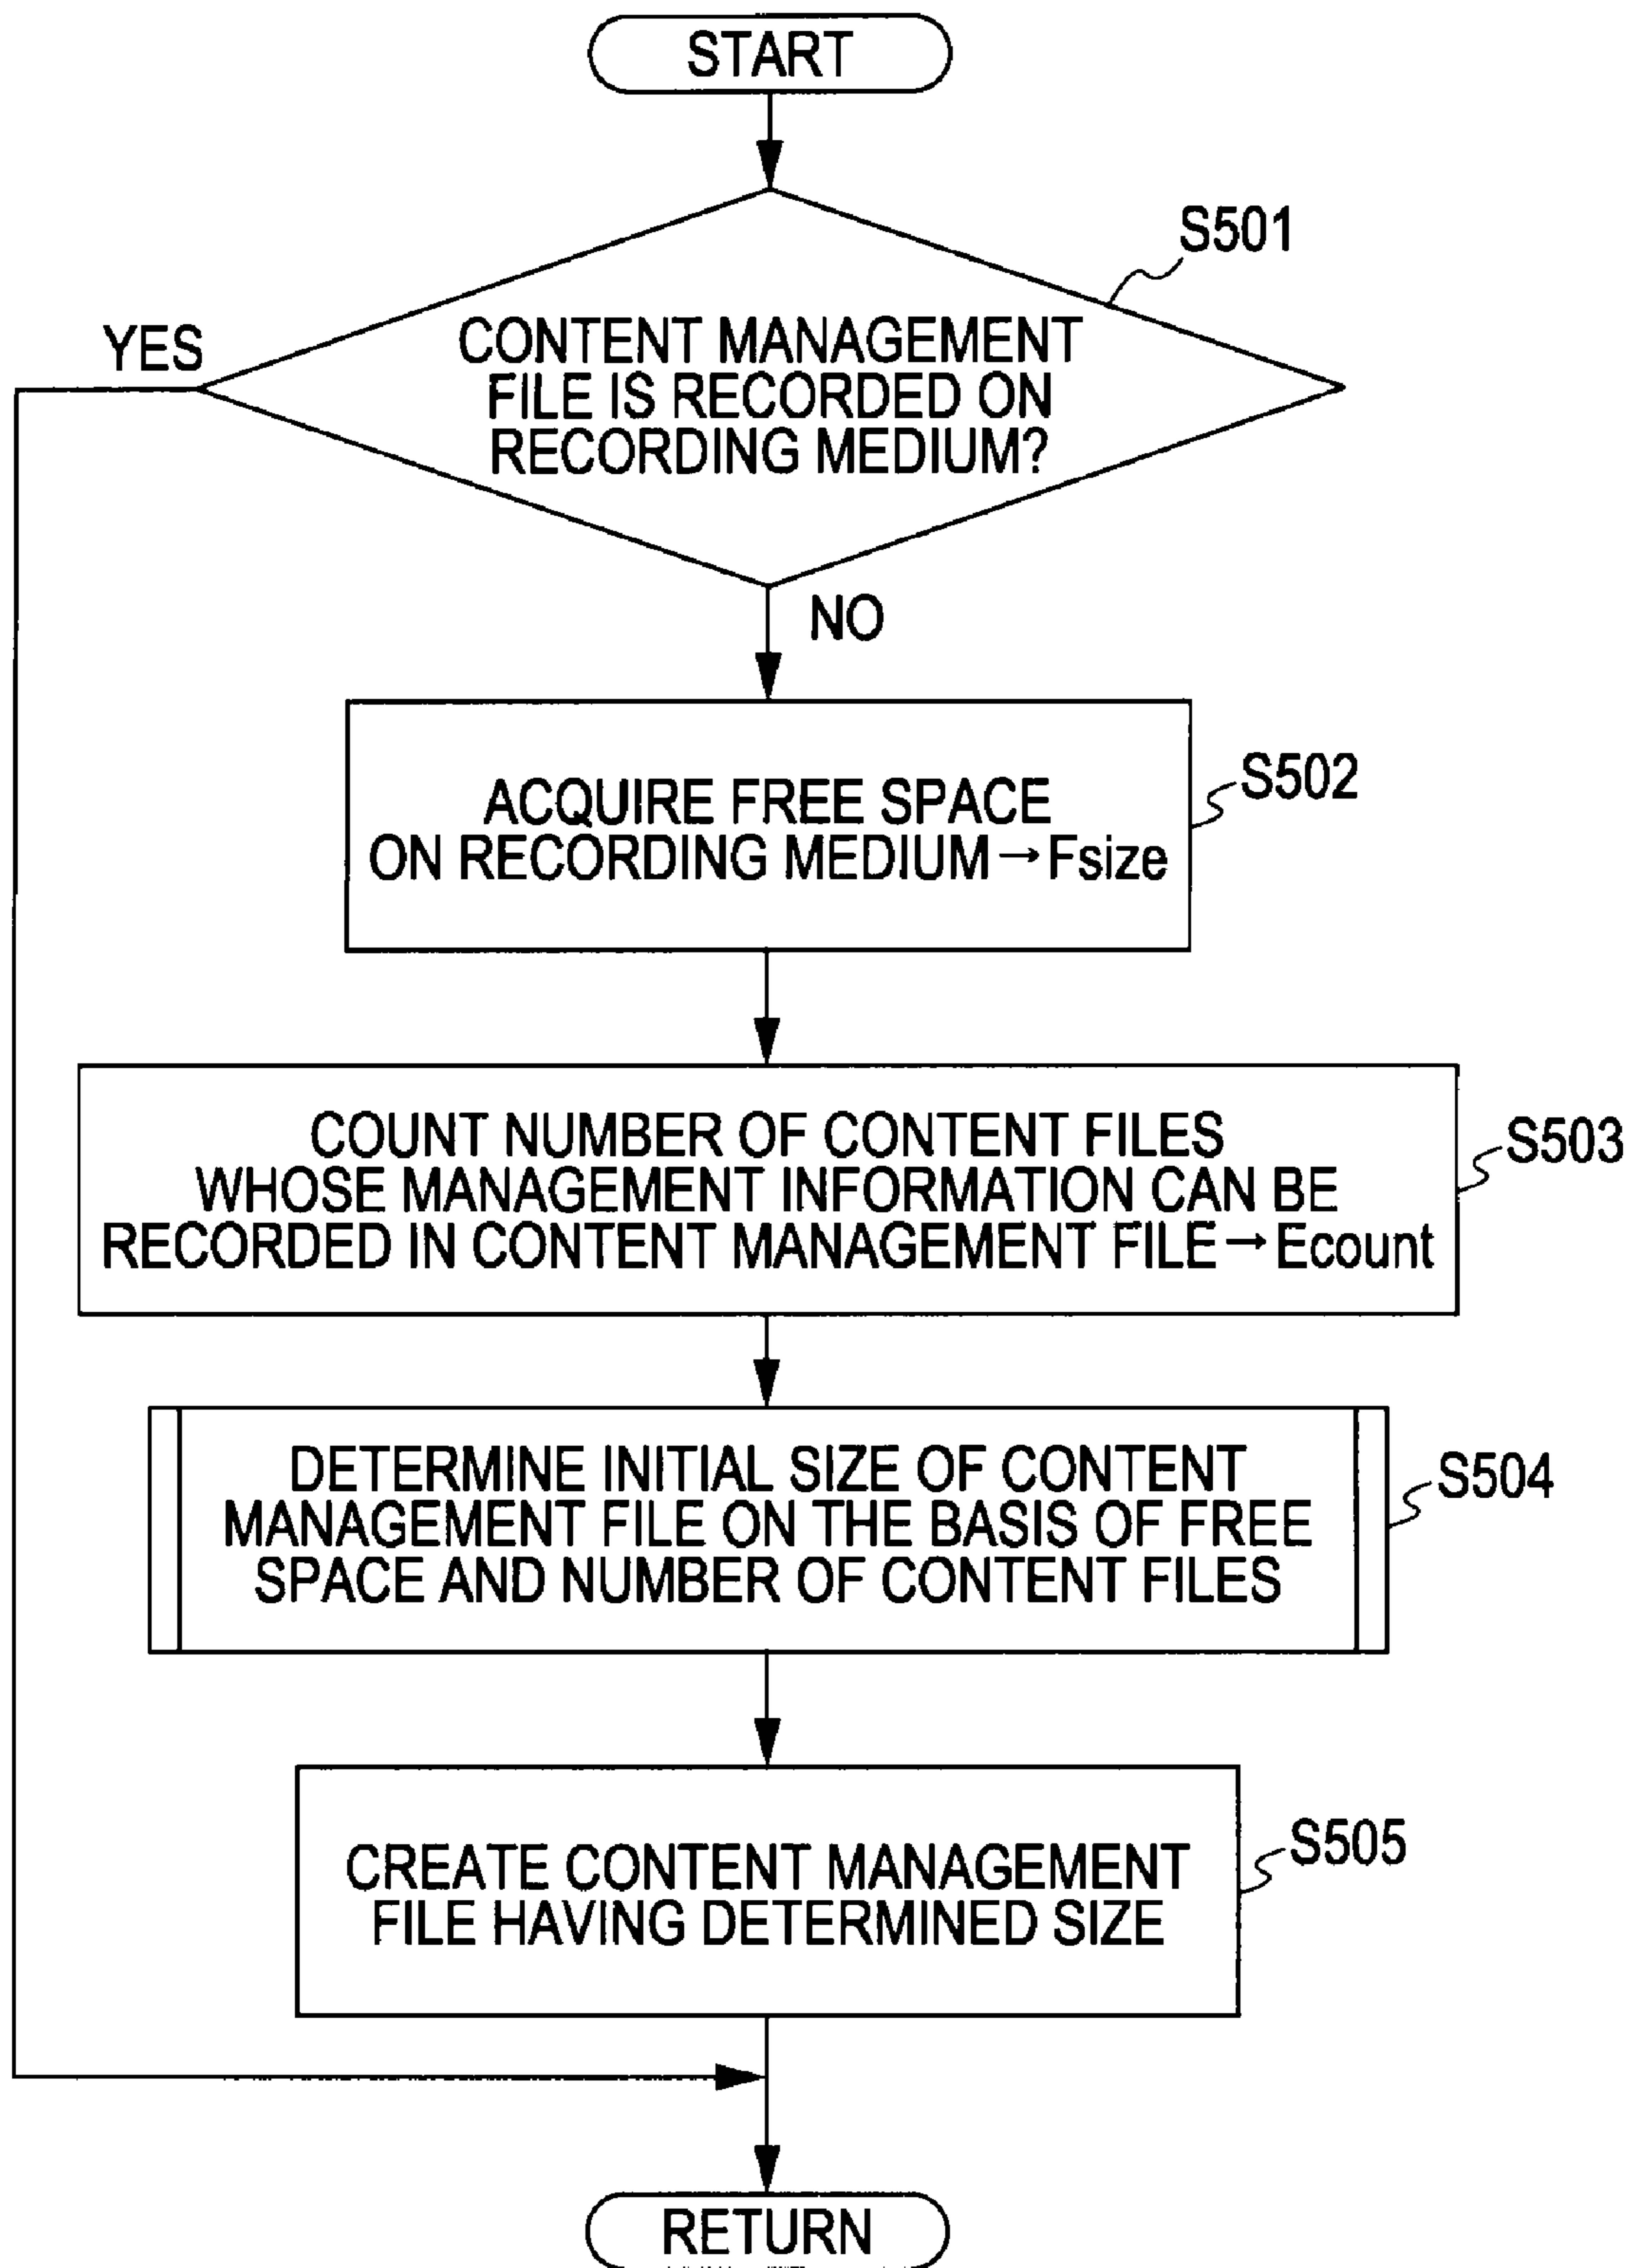 START
S501
YES
CONTENT MANAGEMENT
FILE IS RECORDED ON
RECORDING MEDIUM?
NO
S502
ACQUIRE FREE SPACE
ON RECORDING MEDIUM→Fsize
S503
COUNT NUMBER OF CONTENT FILES
WHOSE MANAGEMENT INFORMATION CAN BE
RECORDED IN CONTENT MANAGEMENT FILE→Ecount
S504
DETERMINE INITIAL SIZE OF CONTENT
MANAGEMENT FILE ON THE BASIS OF FREE
SPACE AND NUMBER OF CONTENT FILES
S505
CREATE CONTENT MANAGEMENT
FILE HAVING DETERMINED SIZE
RETURN